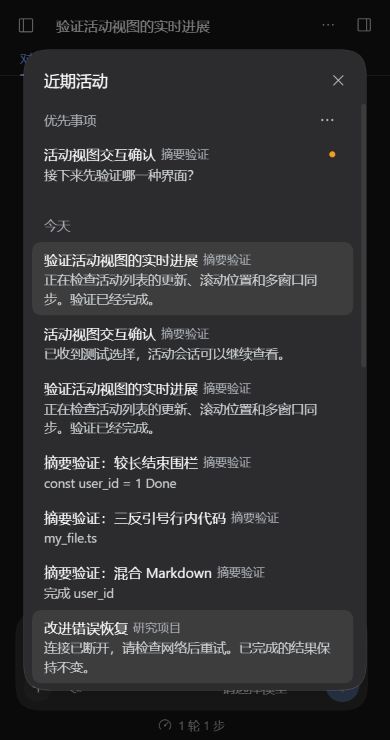 验证活动视图的实时进展
近期活动
优先事项
活动视图交互确认 摘要验证
接下来先验证哪一种界面？
今天
验证活动视图的实时进展 摘要验证
正在检查活动列表的更新、滚动位置和多窗口同
步。验证已经完成。
活动视图交互确认 摘要验证
已收到测试选择，活动会话可以继续查看。
验证活动视图的实时进展 摘要验证
正在检查活动列表的更新、滚动位置和多窗口同
步。验证已经完成。
摘要验证：较长结束围栏 摘要验证
const user_id = 1 Done
摘要验证：三反引号行内代码 摘要验证
my_file.ts
摘要验证：混合 Markdown 摘要验证
完成 user_id
改进错误恢复 研究项目
连接已断开，请检查网络后重试。已完成的结果保
持不变。
1 轮 1 步